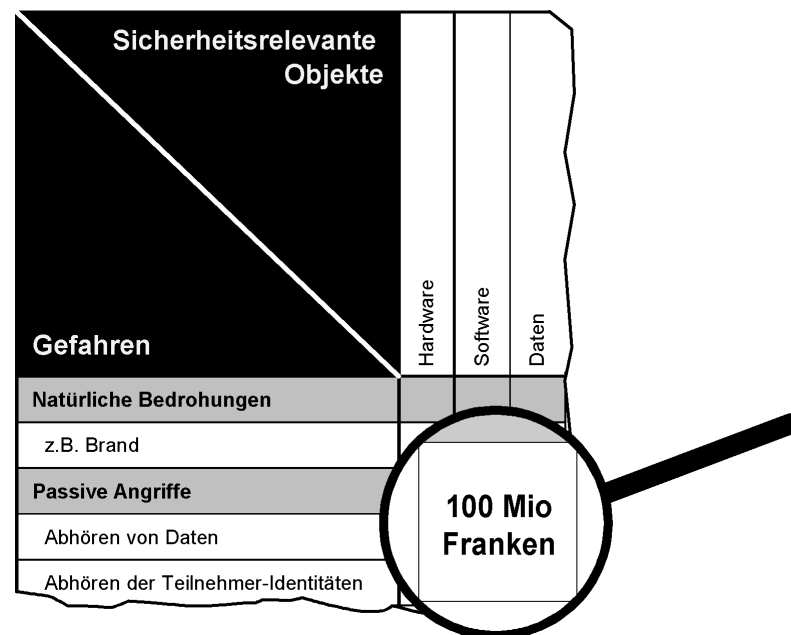 Sicherheitsrelevante
Objekte
Gefahren
Hardware
Software
Daten
Natürliche Bedrohungen
z.B. Brand
Passive Angriffe
Abhören von Daten
Abhören der Teilnehmer-Identitäten
100 Mio
Franken